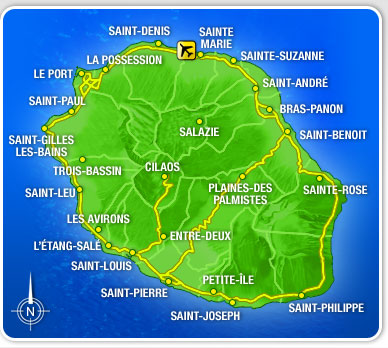 SAINT-DENIS
SAINTE
MARIE
LA POSSESSION
SAINTE-SUZANNE
LE PORT
SAINT-ANDRÉ
SAINT-PAUL
BRAS-PANON
SALAZIE
SAINT-BENOIT
SAINT-GILLES
LES-BAINS
TROIS-BASSIN
CILAOS
PLAINES-DES
PALMISTES
SAINTE-ROSE
SAINT-LEU
LES AVIRONS
ENTRE-DEUX
L'ÉTANG-SALÉ
SAINT-LOUIS
PETITE-ÎLE
SAINT-PIERRE
SAINT-PHILIPPE
SAINT-JOSEPH
N